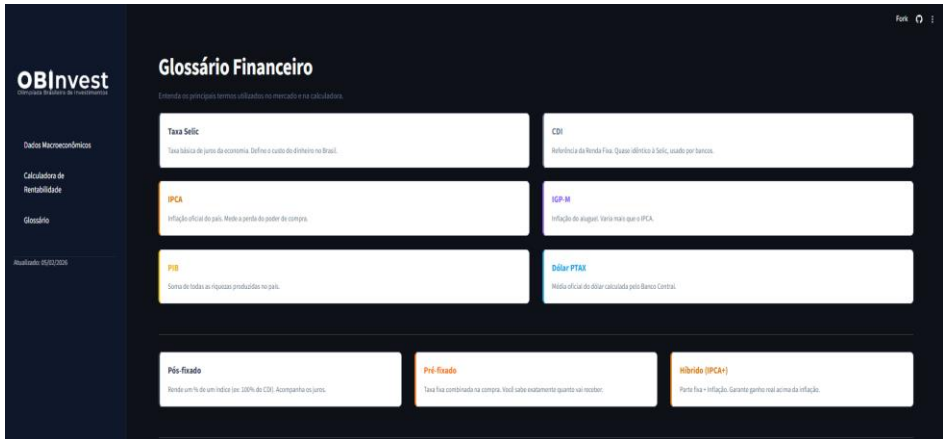 Fork
OBInvest
Olimpíada Brasileira de Investimentos
Dados Macroeconômicos
Calculadora de
Rentabilidade
Glossário
Atualizado: 05/02/2026
Glossário Financeiro
Entenda os principais termos utilizados no mercado e na calculadora.
Taxa Selic
Taxa básica de juros da economia. Define o custo do dinheiro no Brasil.
CDI
Referência da Renda Fixa. Quase idêntico à Selic, usado por bancos.
IPCA
Inflação oficial do país. Mede a perda do poder de compra.
IGP-M
Inflação do aluguel. Varia mais que o IPCA.
PIB
Soma de todas as riquezas produzidas no país.
Dólar PTAX
Média oficial do dólar calculada pelo Banco Central.
Pós-fixado
Rende um % de um índice (ex: 100% do CDI). Acompanha os juros.
Pré-fixado
Taxa fixa combinada na compra. Você sabe exatamente quanto vai receber.
Híbrido (IPCA+)
Parte fixa + Inflação. Garante ganho real acima da inflação.